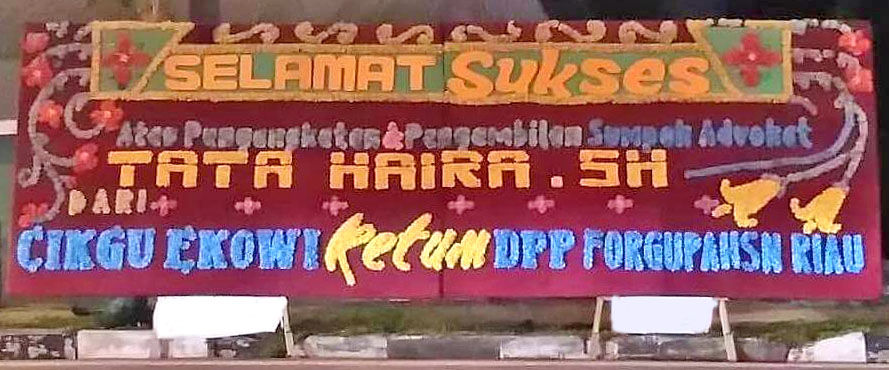 SELAMAT Sukses
Atas Pengangkatan & Pengambilan Sumpah Advokat
TATA HAiRA . SH
DARI
CIKGU EKOWI Ketum DPP FORGUPAHSN RIAU